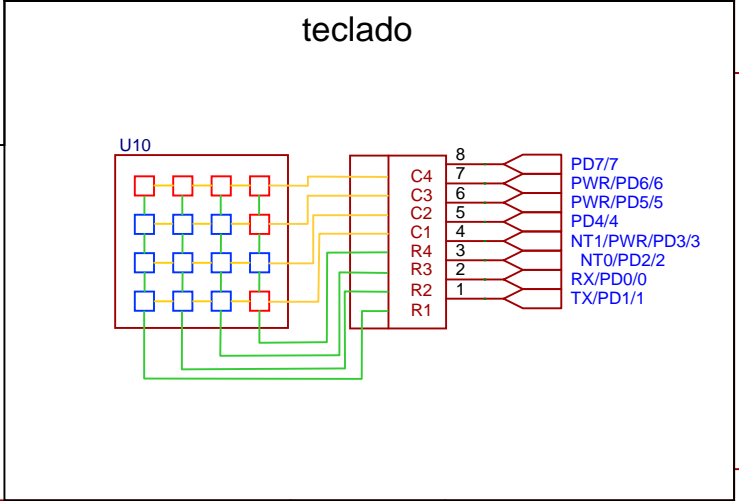 teclado
U10
C4
C3
C2
C1
R4
R3
R2
R1
8
7
6
5
4
3
2
1
PD7/7
PWR/PD6/6
PWR/PD5/5
PD4/4
NT1/PWR/PD3/3
NT0/PD2/2
RX/PD0/0
TX/PD1/1